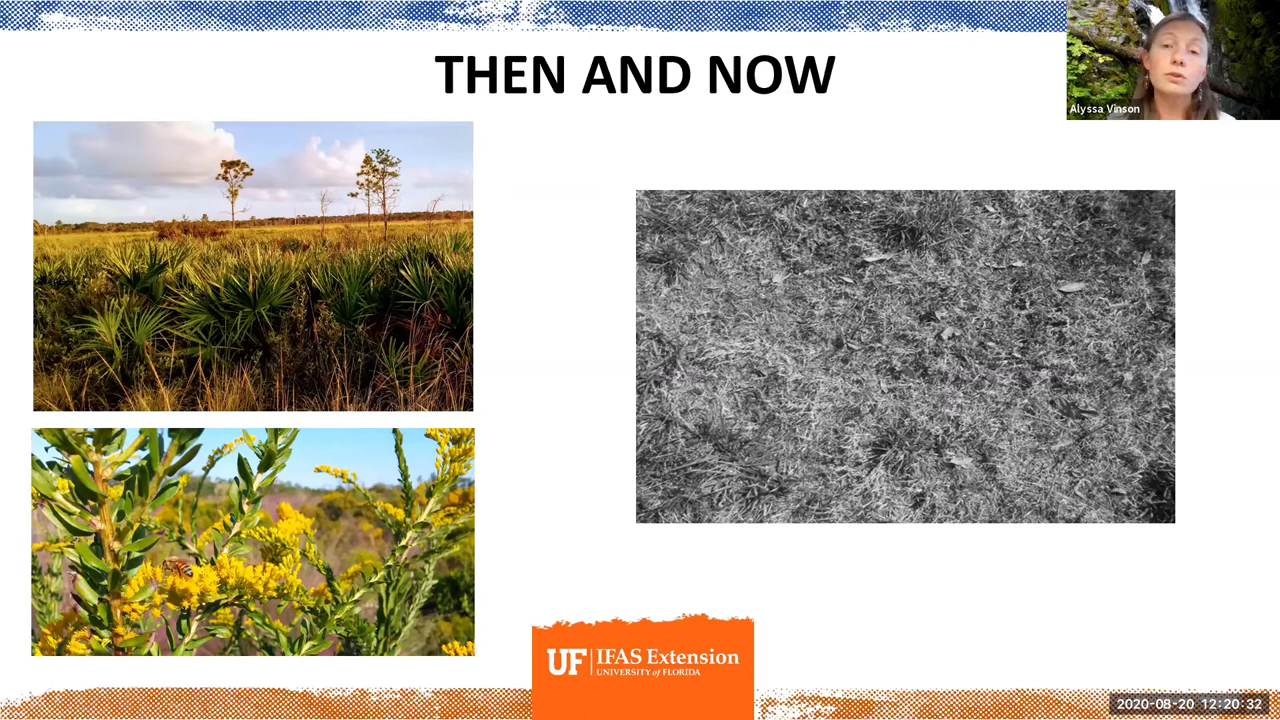 THEN AND NOW
Alyssa Vinson
UF IFAS Extension
UNIVERSITY of FLORIDA
2020-08-20 12:20:32